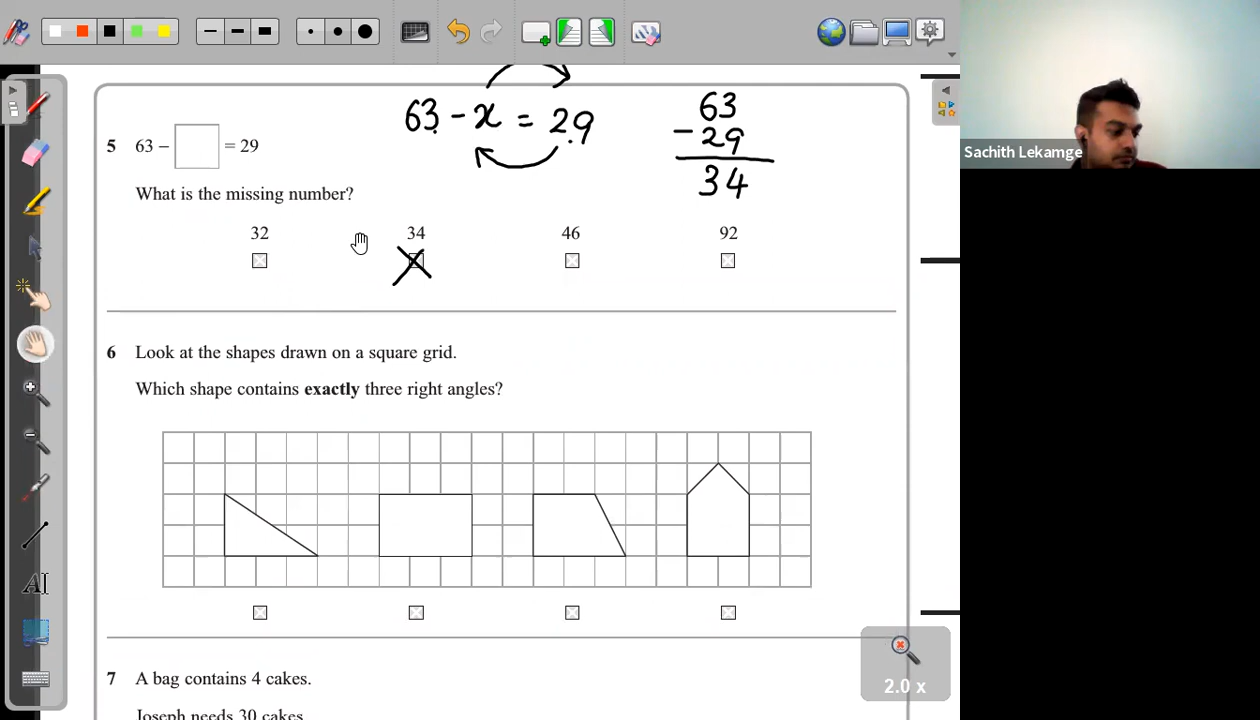 63 - x = 29
63
- 29
34
5 63 – = 29
What is the missing number?
32 34 46 92
6 Look at the shapes drawn on a square grid.
Which shape contains exactly three right angles?
7 A bag contains 4 cakes.
Joseph needs 30 cakes
2.0 x
AI
Sachith Lekamge